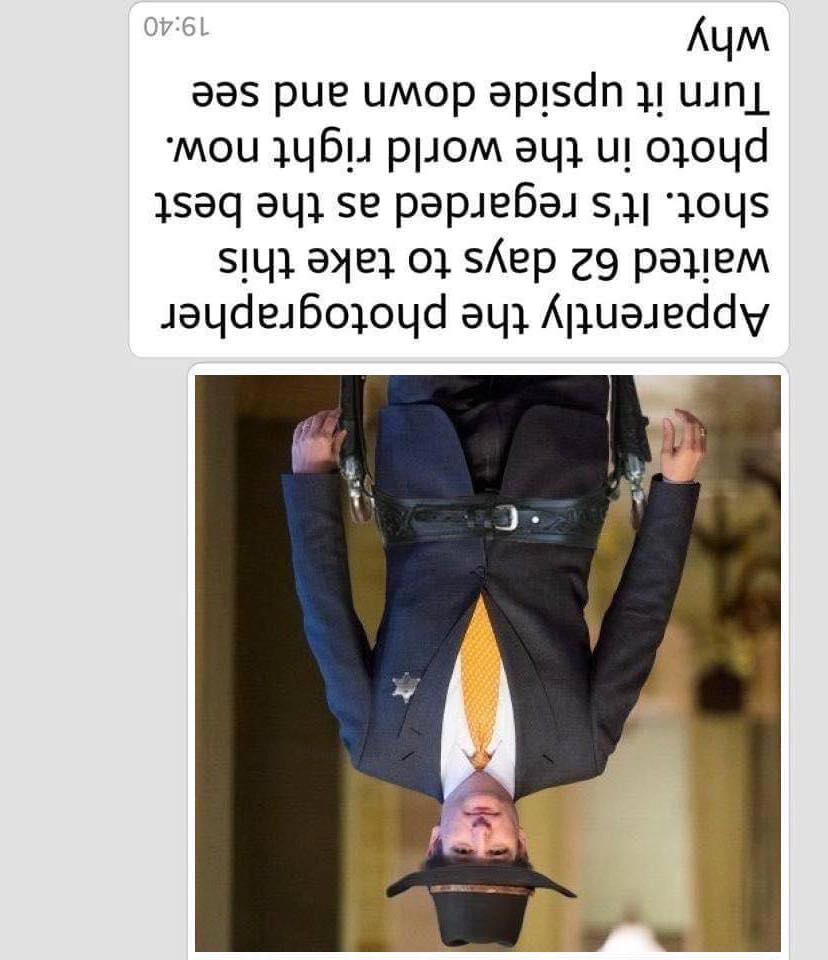 Apparently the photographer
waited 62 days to take this
shot. It's regarded as the best
photo in the world right now.
Turn it upside down and see
why
19:40